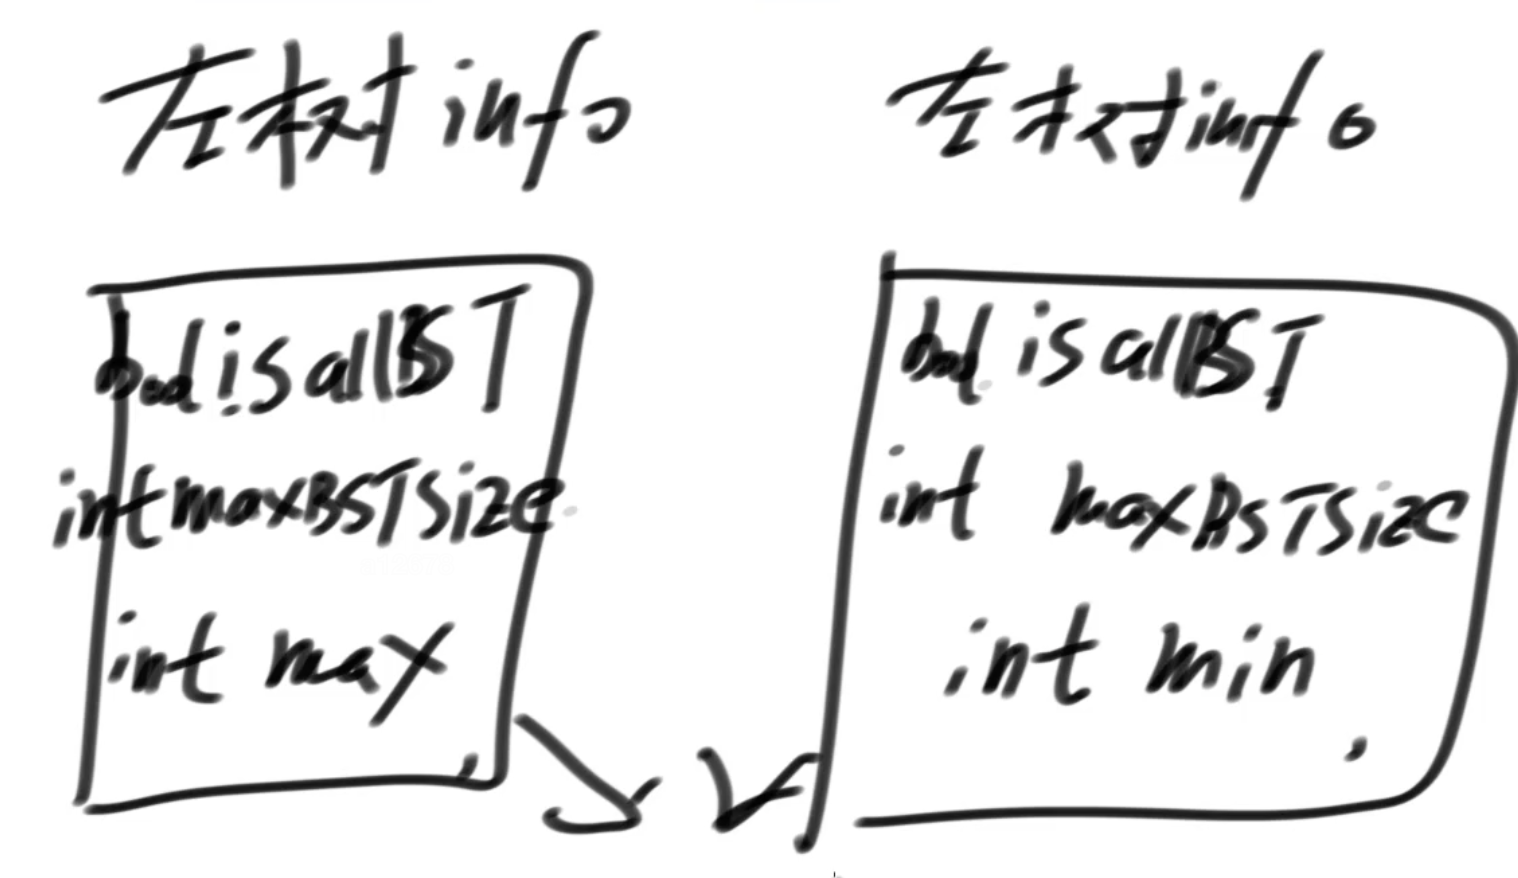 左树info
左树info
bool isallBST
int maxBSTsize
int max
bool isallBST
int maxBSTsize
int min